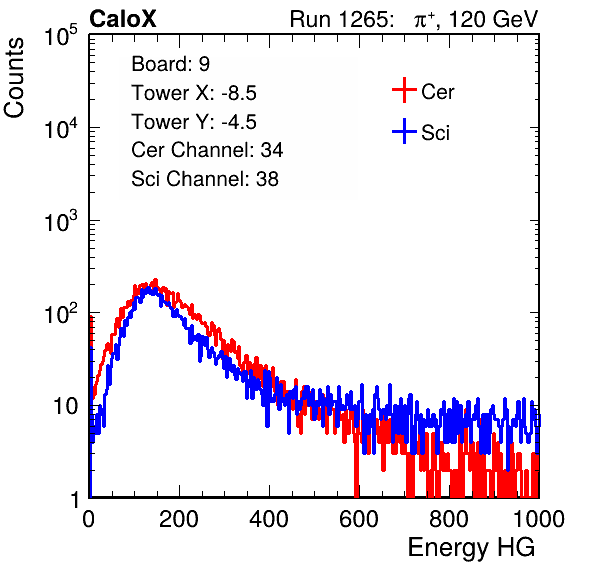 CaloX Run 1265: π⁺, 120 GeV
Counts
Board: 9
Tower X: -8.5
Tower Y: -4.5
Cer Channel: 34
Sci Channel: 38
Cer
Sci
10⁵
10⁴
10³
10²
10
1
0 200 400 600 800 1000
Energy HG